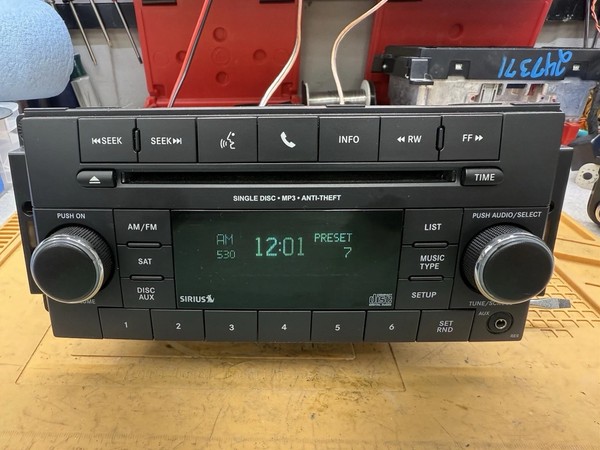 247371
SEEK
SEEK
INFO
RW
FF
TIME
SINGLE DISC • MP3 • ANTI-THEFT
PUSH ON
PUSH AUDIO/SELECT
AM/FM
SAT
DISC
AUX
AM
530
12:01
PRESET
7
SIRIUS
LIST
MUSIC
TYPE
SETUP
1
2
3
4
5
6
SET
RND
AUX